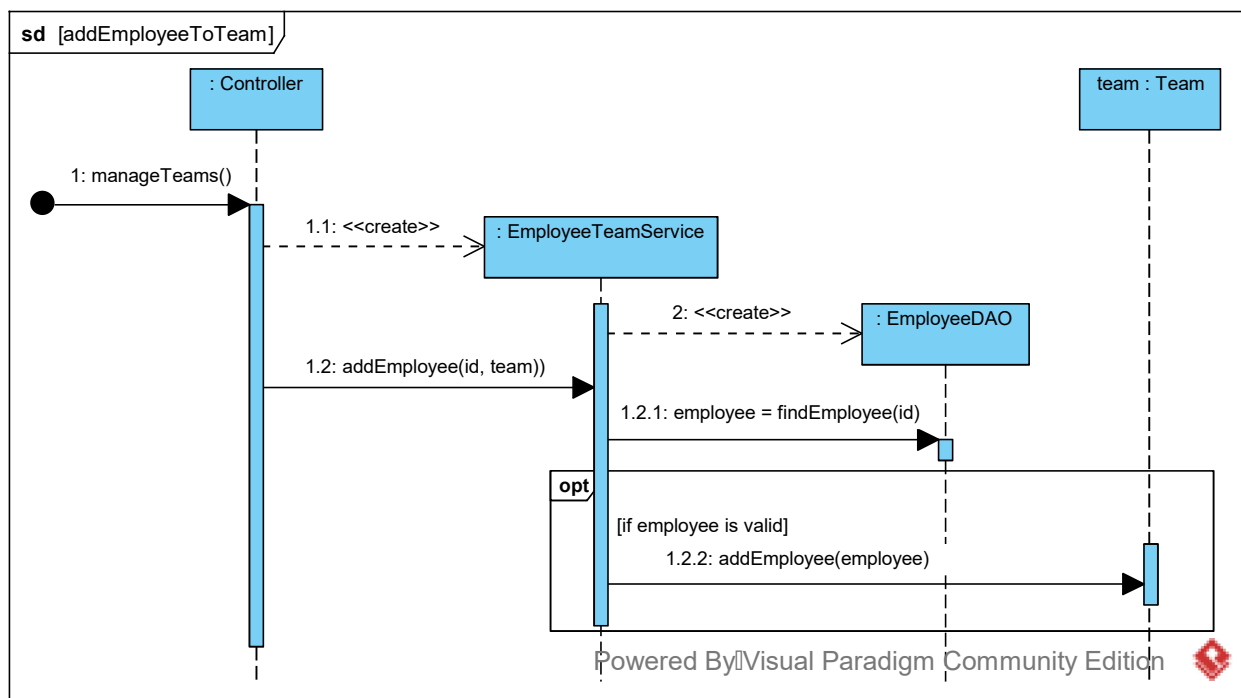 sd [addEmployeeToTeam]
: Controller
team : Team
1: manageTeams()
1.1: <<create>>
: EmployeeTeamService
2: <<create>>
: EmployeeDAO
1.2: addEmployee(id, team))
1.2.1: employee = findEmployee(id)
opt
[if employee is valid]
1.2.2: addEmployee(employee)
Powered By Visual Paradigm Community Edition